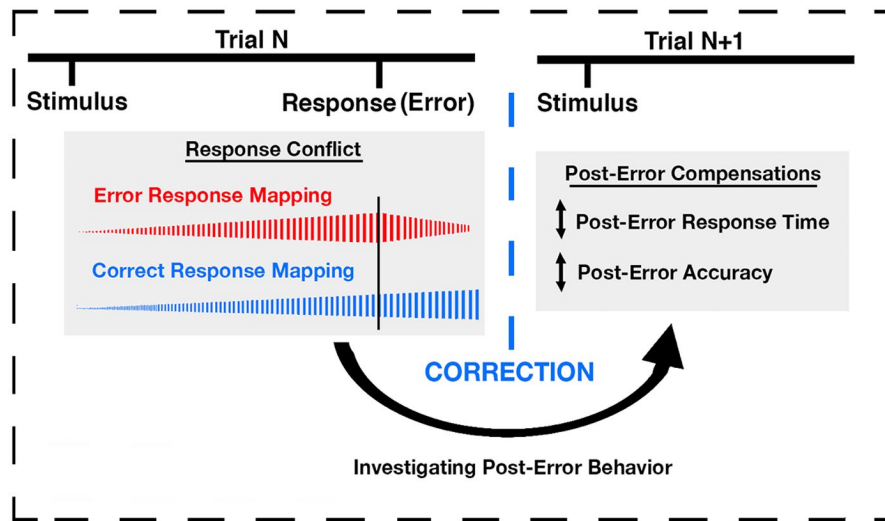 Trial N
Stimulus
Response (Error)
Response Conflict
Error Response Mapping
Correct Response Mapping
CORRECTION
Trial N+1
Stimulus
Post-Error Compensations
Post-Error Response Time
Post-Error Accuracy
Investigating Post-Error Behavior